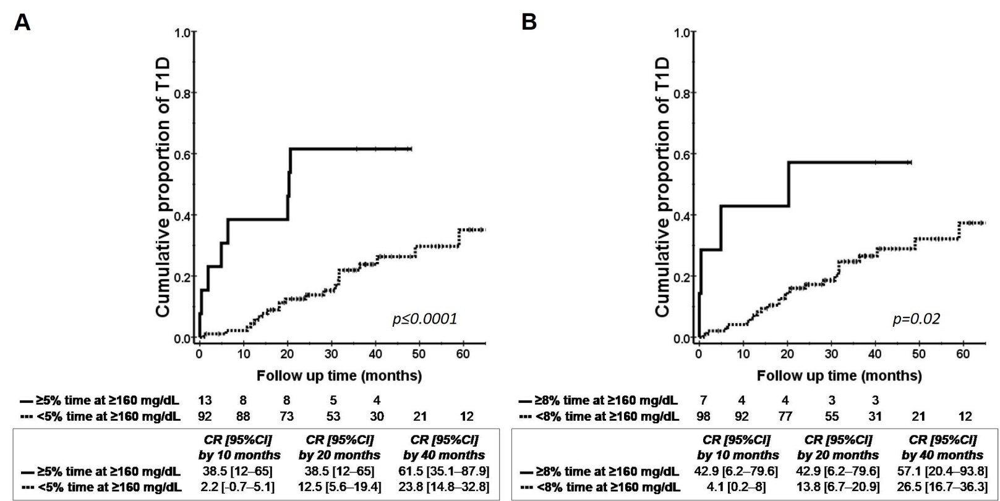 A
Cumulative proportion of T1D
1.0
0.8
0.6
0.4
0.2
0.0
p≤0.0001
0 10 20 30 40 50 60
Follow up time (months)
≥5% time at ≥160 mg/dL 13 8 8 5 4
<5% time at ≥160 mg/dL 92 88 73 53 30 21 12
CR [95%CI] CR [95%CI] CR [95%CI]
by 10 months by 20 months by 40 months
≥5% time at ≥160 mg/dL 38.5 [12–65] 38.5 [12–65] 61.5 [35.1–87.9]
<5% time at ≥160 mg/dL 2.2 [-0.7–5.1] 12.5 [5.6–19.4] 23.8 [14.8–32.8]
B
Cumulative proportion of T1D
1.0
0.8
0.6
0.4
0.2
0.0
p=0.02
0 10 20 30 40 50 60
Follow up time (months)
≥8% time at ≥160 mg/dL 7 4 4 3 3
<8% time at ≥160 mg/dL 98 92 77 55 31 21 12
CR [95%CI] CR [95%CI] CR [95%CI]
by 10 months by 20 months by 40 months
≥8% time at ≥160 mg/dL 42.9 [6.2–79.6] 42.9 [6.2–79.6] 57.1 [20.4–93.8]
<8% time at ≥160 mg/dL 4.1 [0.2–8] 13.8 [6.7–20.9] 26.5 [16.7–36.3]